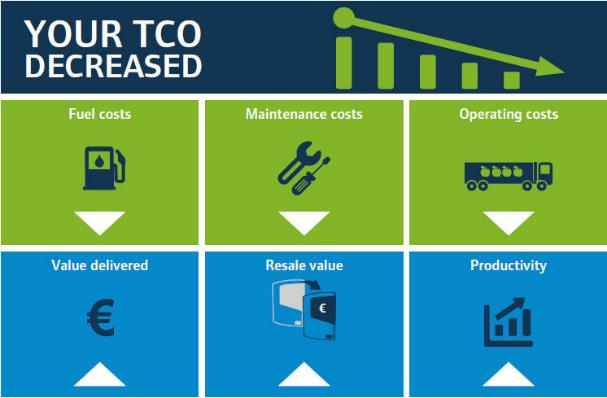 YOUR TCO
DECREASED
Fuel costs
Maintenance costs
Operating costs
Value delivered
Resale value
Productivity
€
€